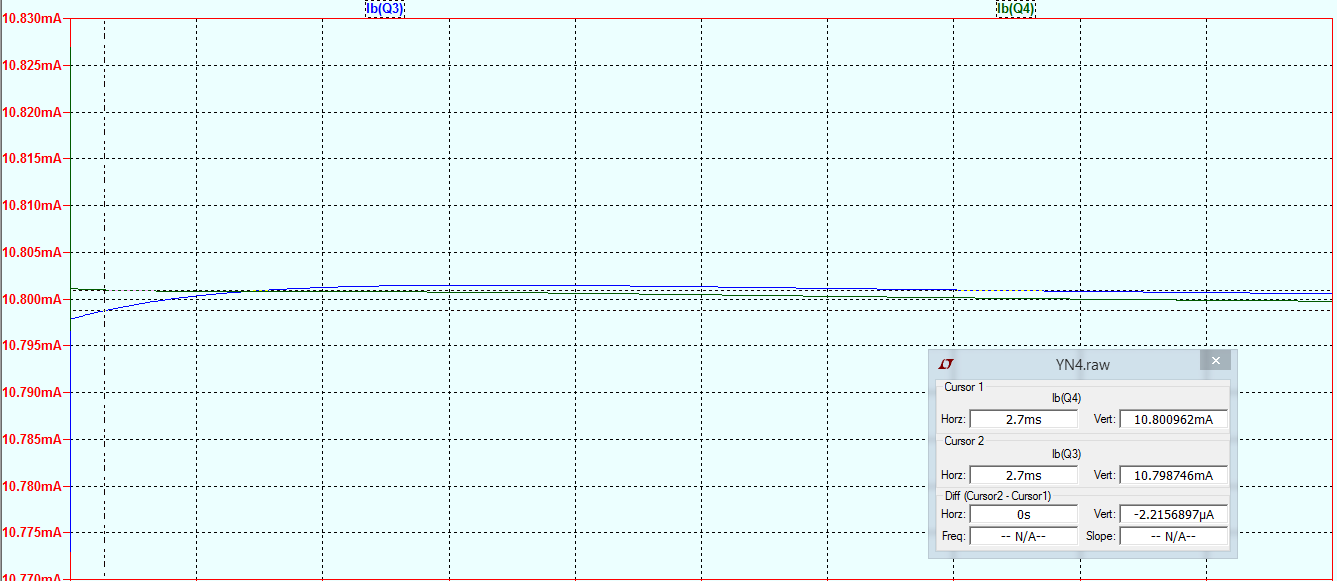 Ib(Q3) Ib(Q4)
10.830mA
10.825mA
10.820mA
10.815mA
10.810mA
10.805mA
10.800mA
10.795mA
10.790mA
10.785mA
10.780mA
10.775mA
10.770mA
YN4.raw
Cursor 1
Ib(Q4)
Horz: 2.7ms Vert: 10.800962mA
Cursor 2
Ib(Q3)
Horz: 2.7ms Vert: 10.798746mA
Diff (Cursor2 - Cursor1)
Horz: 0s Vert: -2.2156897µA
Freq: -- N/A-- Slope: -- N/A--